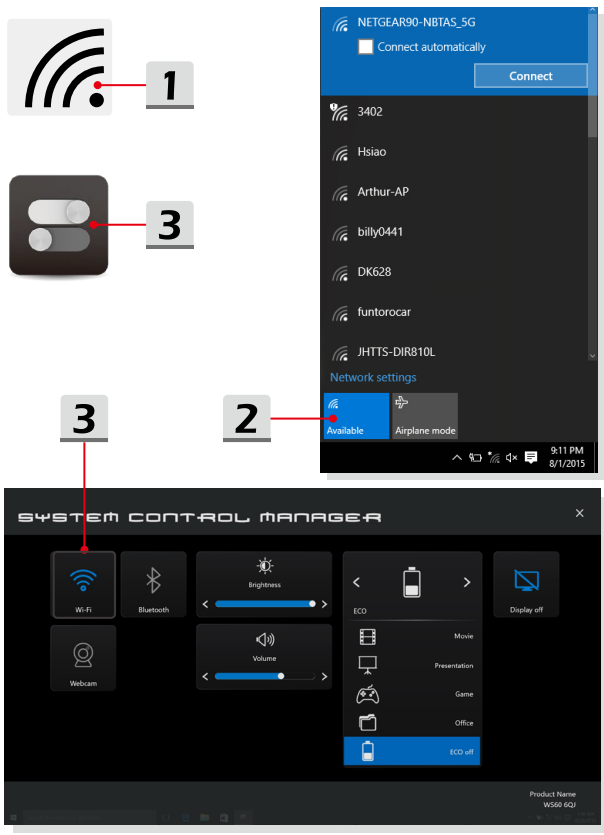 1
3
NETGEAR90-NBTAS_5G
Connect automatically
Connect
3402
Hsiao
Arthur-AP
billy0441
DK628
funtorocar
JHTTS-DIR810L
Network settings
Available
Airplane mode
9:11 PM
8/1/2015
3
2
SYSTEM CONTROL MANAGER
Wi-Fi
Bluetooth
Brightness
ECO
Display off
Webcam
Volume
Movie
Presentation
Game
Office
ECO off
Product Name
WS60 6QJ